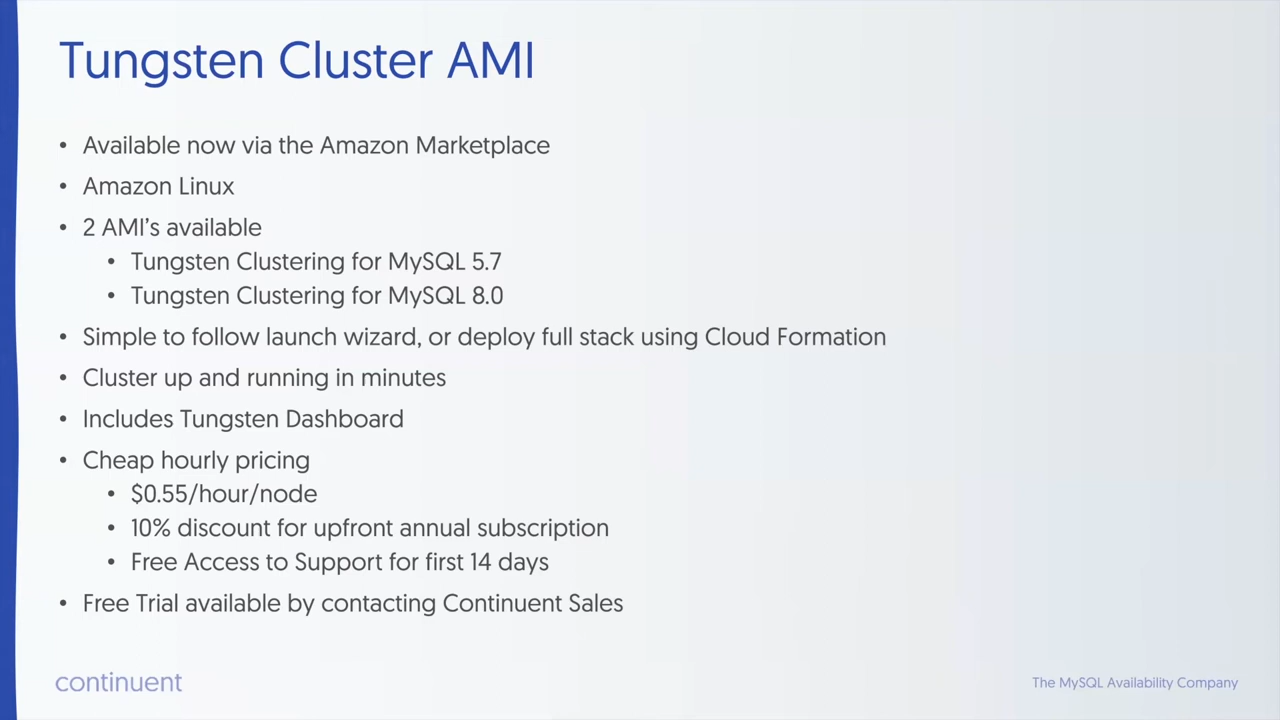 Tungsten Cluster AMI
• Available now via the Amazon Marketplace
• Amazon Linux
• 2 AMI's available
• Tungsten Clustering for MySQL 5.7
• Tungsten Clustering for MySQL 8.0
• Simple to follow launch wizard, or deploy full stack using Cloud Formation
• Cluster up and running in minutes
• Includes Tungsten Dashboard
• Cheap hourly pricing
• $0.55/hour/node
• 10% discount for upfront annual subscription
• Free Access to Support for first 14 days
• Free Trial available by contacting Continuent Sales
continuent
The MySQL Availability Company